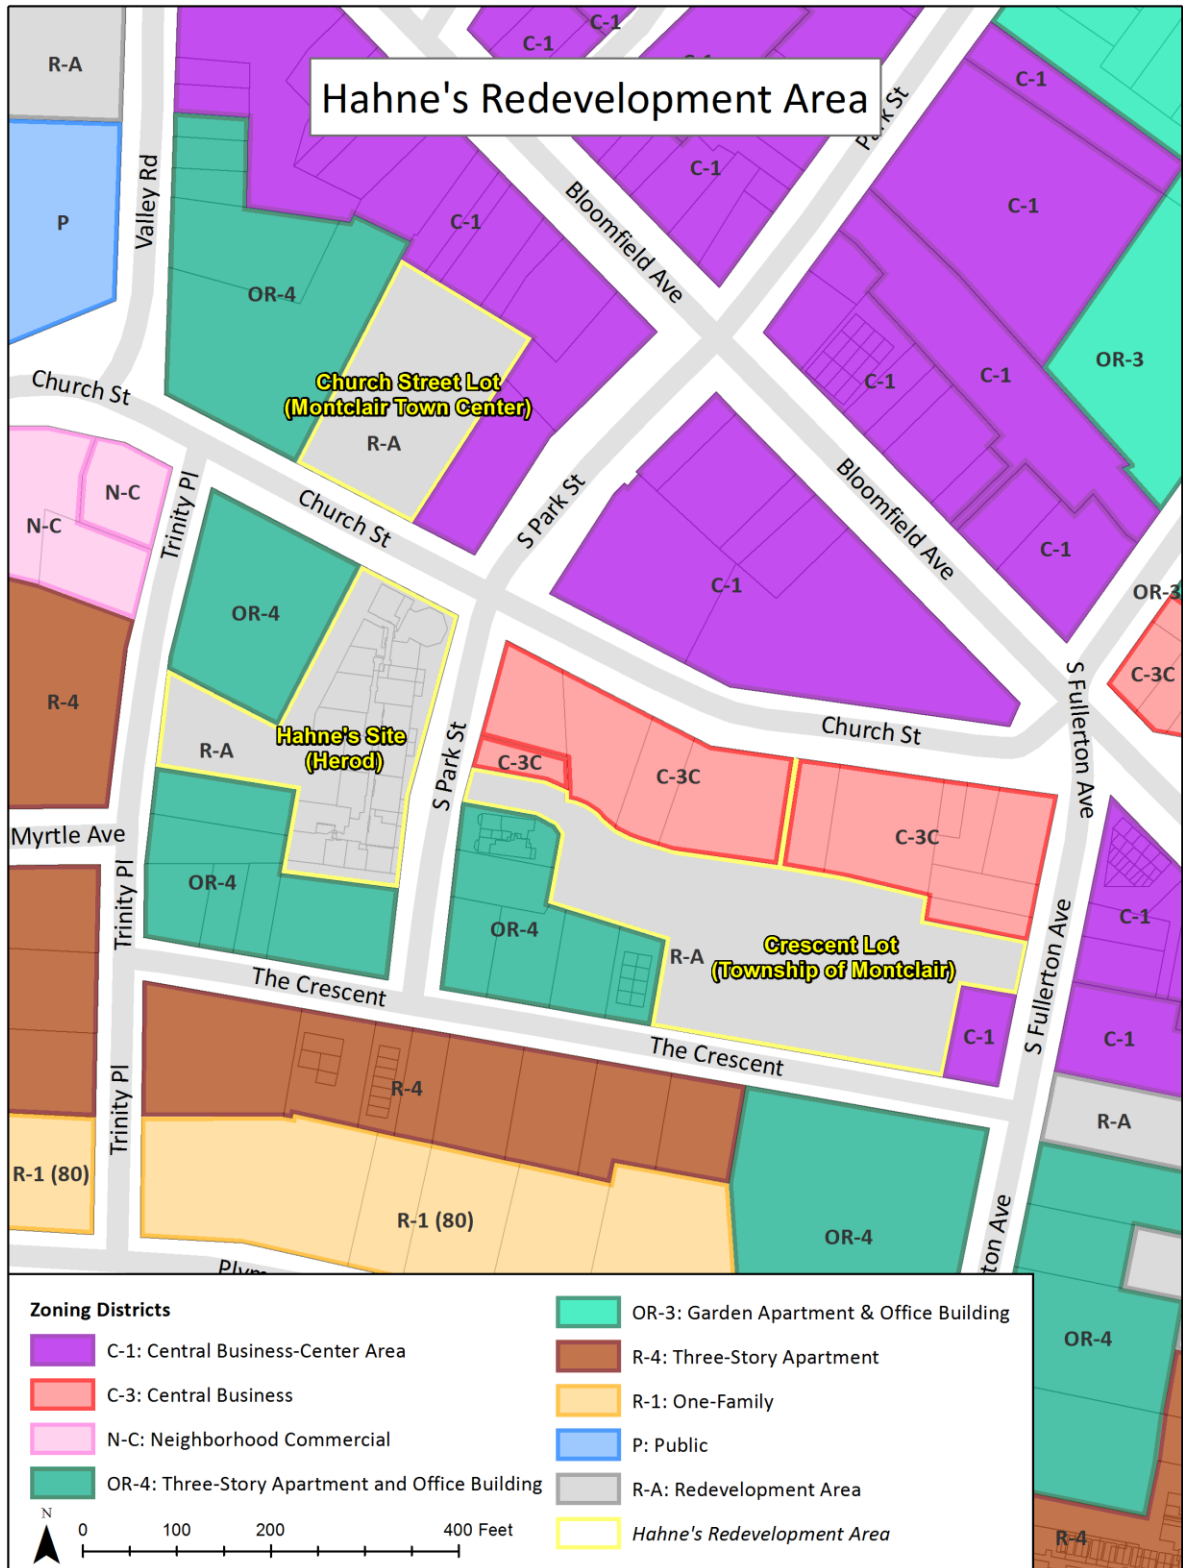 Hahne's Redevelopment Area
R-A
C-1
C-1
C-1
Park St
C-1
P
Valley Rd
C-1
C-1
Bloomfield Ave
C-1
OR-4
OR-3
Church St
Church Street Lot
(Montclair Town Center)
R-A
C-1
C-1
N-C
N-C
Trinity Pl
Church St
S Park St
Bloomfield Ave
C-1
C-1
OR-3
OR-4
C-3C
R-4
S Fullerton Ave
R-A
Hahne's Site
(Herod)
S Park St
Church St
C-3C
C-3C
C-3C
Myrtle Ave
Trinity Pl
OR-4
OR-4
R-A
Crescent Lot
(Township of Montclair)
C-1
S Fullerton Ave
The Crescent
The Crescent
C-1
C-1
Trinity Pl
R-4
R-A
R-1 (80)
R-1 (80)
OR-4
ton Ave
Plym
OR-4
R-4
Zoning Districts
C-1: Central Business-Center Area
C-3: Central Business
N-C: Neighborhood Commercial
OR-4: Three-Story Apartment and Office Building
OR-3: Garden Apartment & Office Building
R-4: Three-Story Apartment
R-1: One-Family
P: Public
R-A: Redevelopment Area
Hahne's Redevelopment Area
N
0 100 200 400 Feet